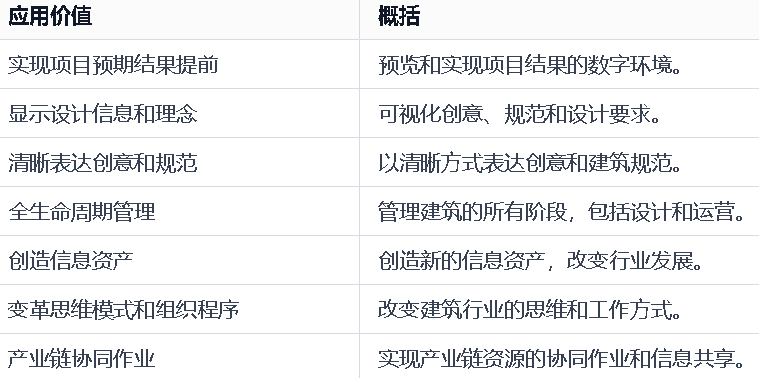 应用价值 概括
实现项目预期结果提前 预览和实现项目结果的数字环境。
显示设计信息和理念 可视化创意、规范和设计要求。
清晰表达创意和规范 以清晰方式表达创意和建筑规范。
全生命周期管理 管理建筑的所有阶段，包括设计和运营。
创造信息资产 创造新的信息资产，改变行业发展。
变革思维模式和组织程序 改变建筑行业的思维和工作方式。
产业链协同作业 实现产业链资源的协同作业和信息共享。